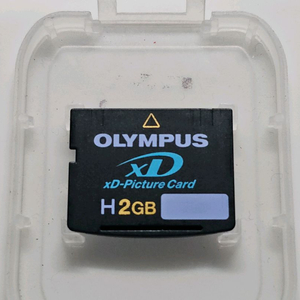 OLYMPUS
xD
xD-Picture Card
H 2GB